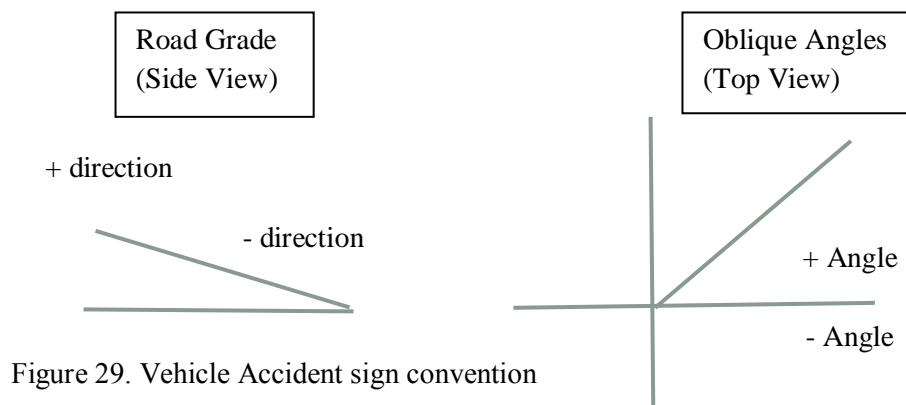 Road Grade
(Side View)
Oblique Angles
(Top View)
+ direction
- direction
+ Angle
- Angle
Figure 29. Vehicle Accident sign convention